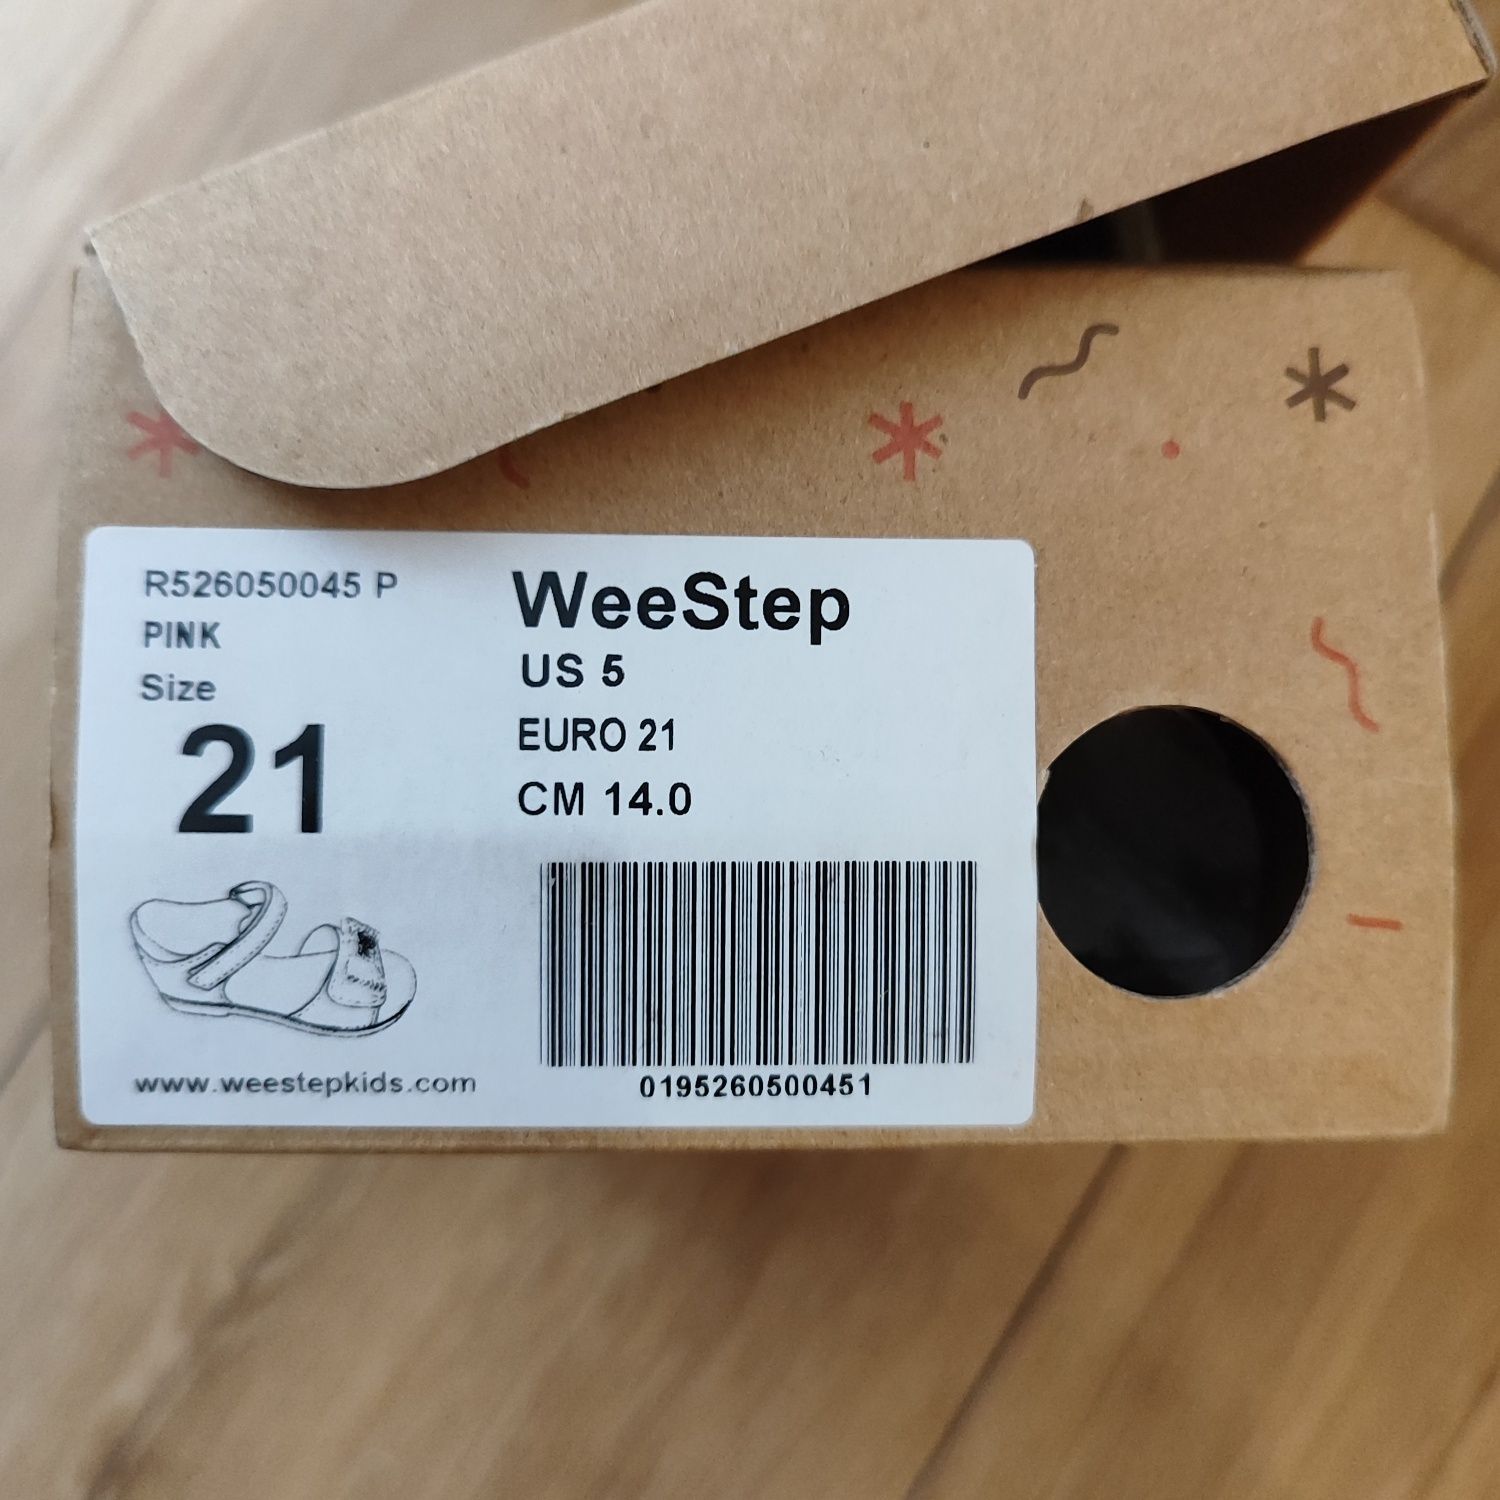 R526050045 P
PINK
Size
21
WeeStep
US 5
EURO 21
CM 14.0
www.weestepkids.com
0195260500451